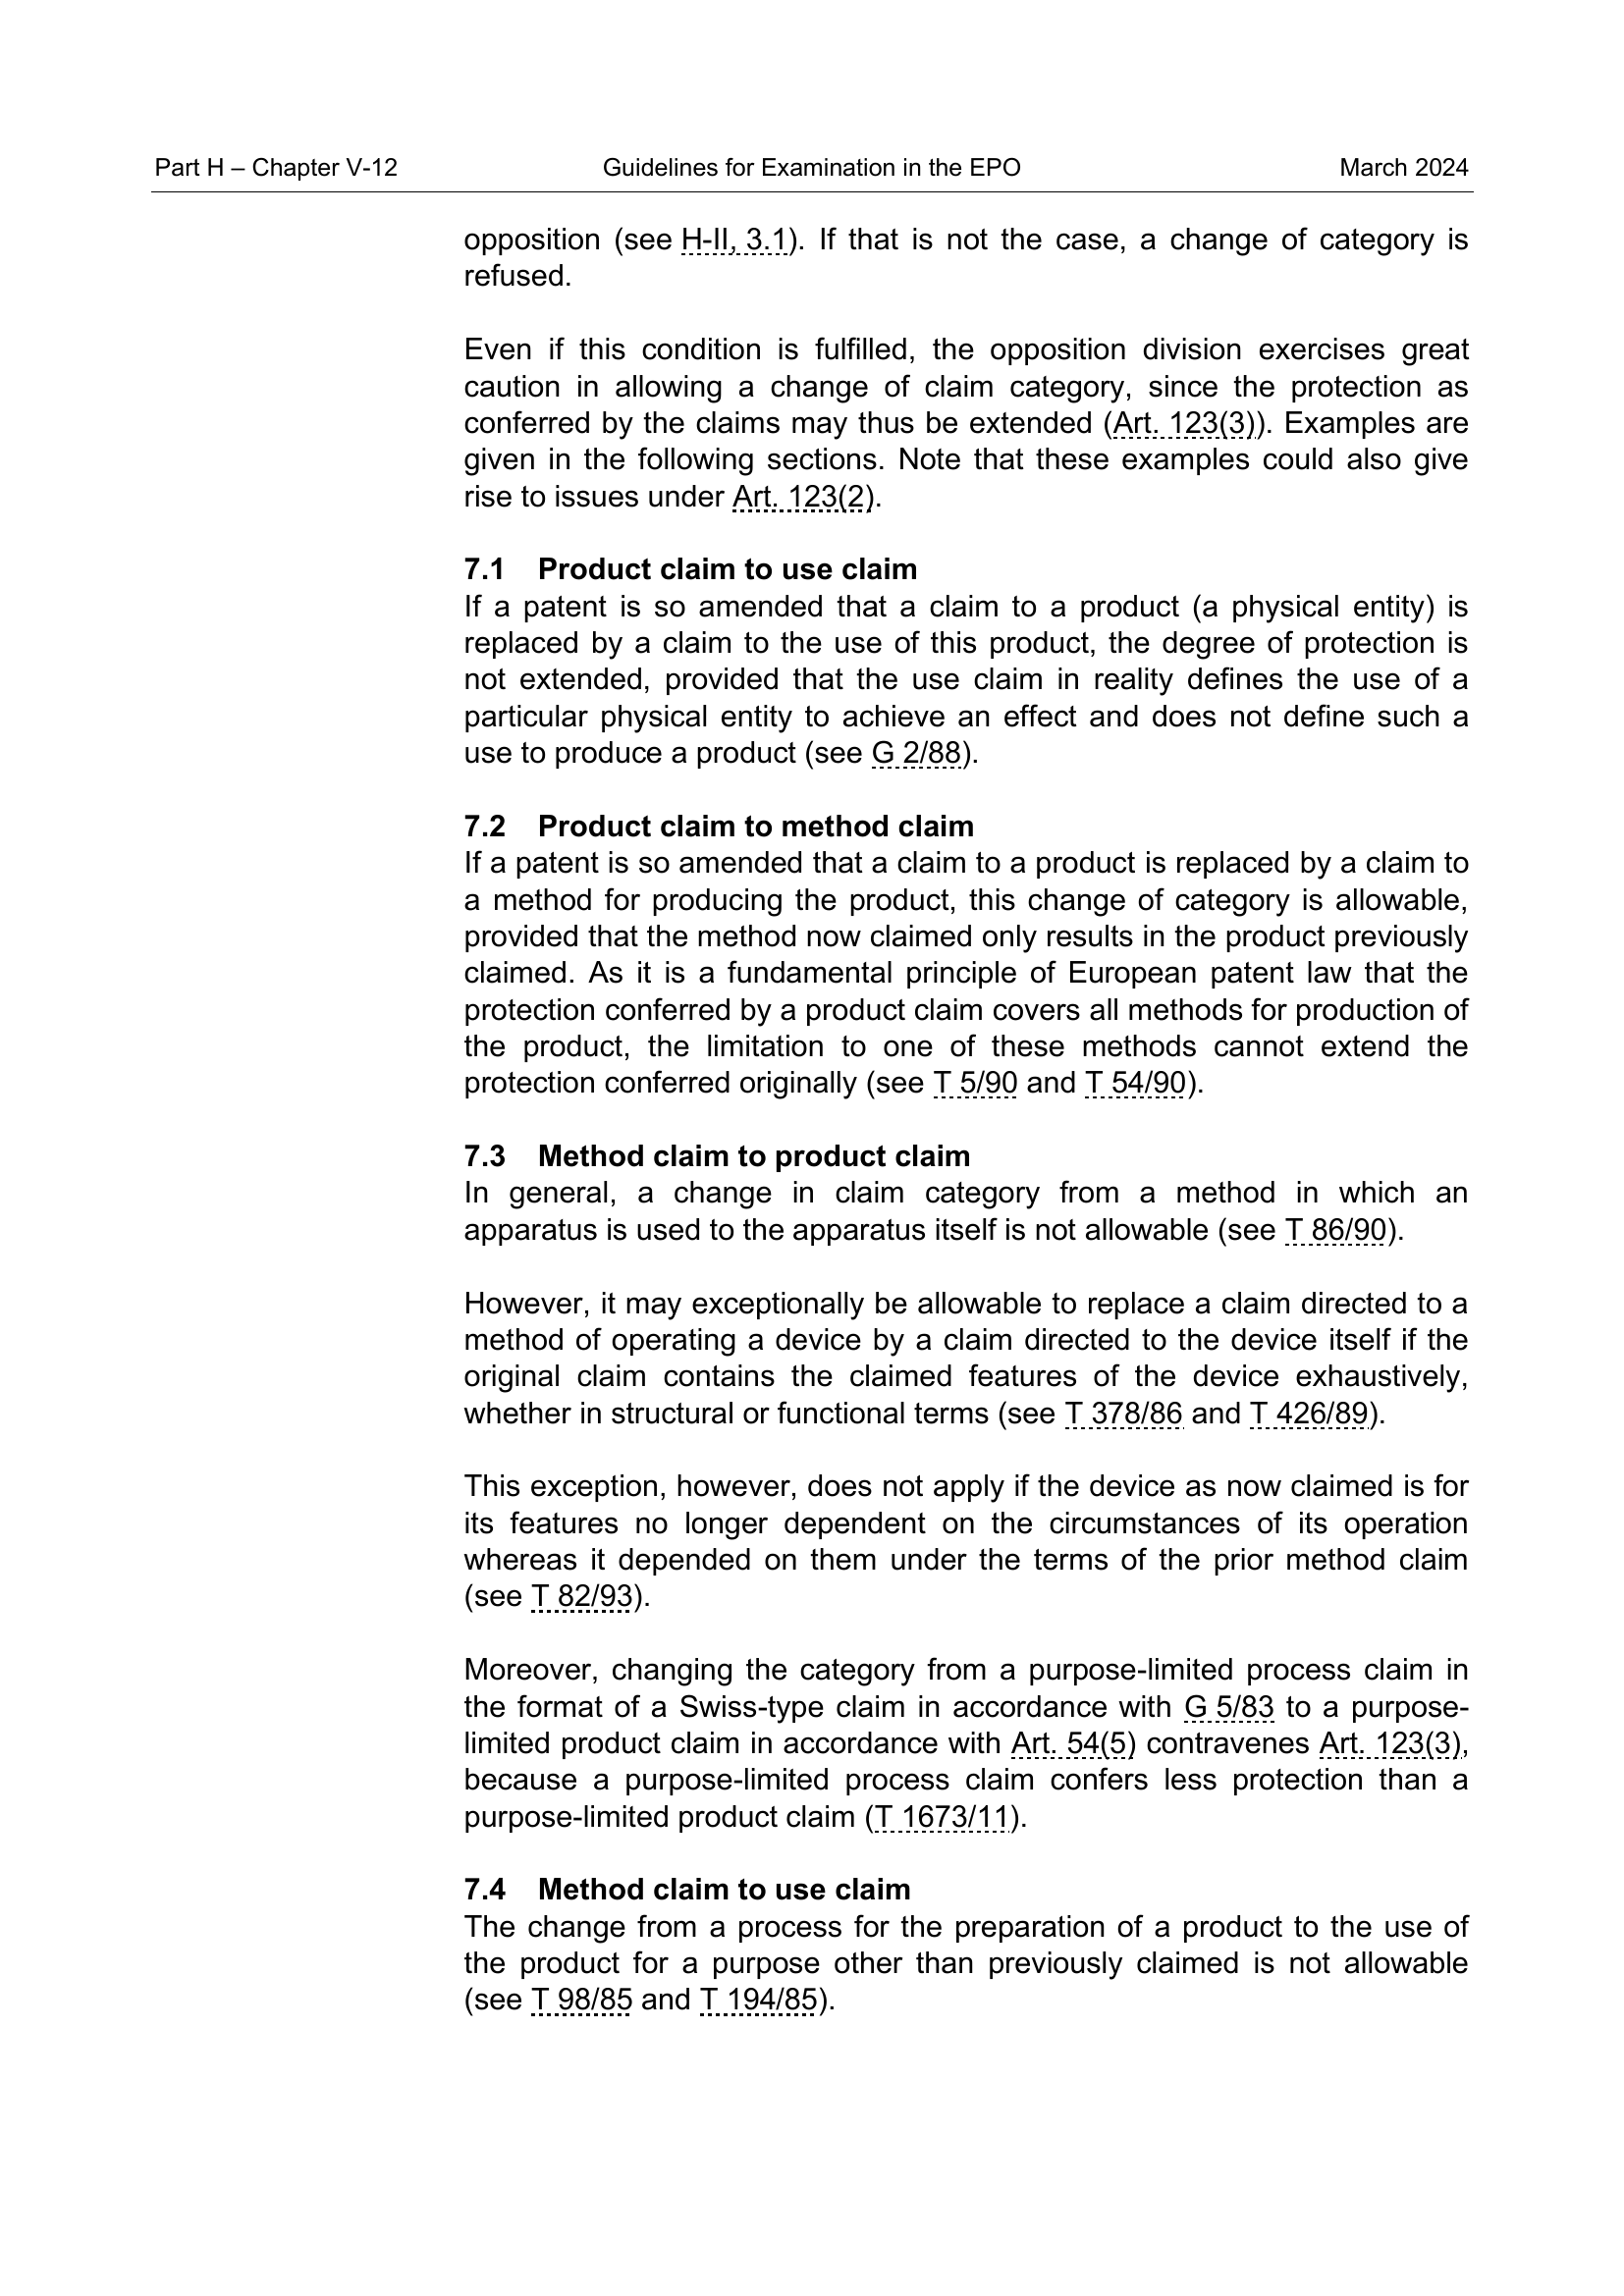 Part H – Chapter V-12 Guidelines for Examination in the EPO March 2024
opposition (see H-II, 3.1). If that is not the case, a change of category is
refused.
Even if this condition is fulfilled, the opposition division exercises great
caution in allowing a change of claim category, since the protection as
conferred by the claims may thus be extended (Art. 123(3)). Examples are
given in the following sections. Note that these examples could also give
rise to issues under Art. 123(2).
7.1 Product claim to use claim
If a patent is so amended that a claim to a product (a physical entity) is
replaced by a claim to the use of this product, the degree of protection is
not extended, provided that the use claim in reality defines the use of a
particular physical entity to achieve an effect and does not define such a
use to produce a product (see G 2/88).
7.2 Product claim to method claim
If a patent is so amended that a claim to a product is replaced by a claim to
a method for producing the product, this change of category is allowable,
provided that the method now claimed only results in the product previously
claimed. As it is a fundamental principle of European patent law that the
protection conferred by a product claim covers all methods for production of
the product, the limitation to one of these methods cannot extend the
protection conferred originally (see T 5/90 and T 54/90).
7.3 Method claim to product claim
In general, a change in claim category from a method in which an
apparatus is used to the apparatus itself is not allowable (see T 86/90).
However, it may exceptionally be allowable to replace a claim directed to a
method of operating a device by a claim directed to the device itself if the
original claim contains the claimed features of the device exhaustively,
whether in structural or functional terms (see T 378/86 and T 426/89).
This exception, however, does not apply if the device as now claimed is for
its features no longer dependent on the circumstances of its operation
whereas it depended on them under the terms of the prior method claim
(see T 82/93).
Moreover, changing the category from a purpose-limited process claim in
the format of a Swiss-type claim in accordance with G 5/83 to a purpose-
limited product claim in accordance with Art. 54(5) contravenes Art. 123(3),
because a purpose-limited process claim confers less protection than a
purpose-limited product claim (T 1673/11).
7.4 Method claim to use claim
The change from a process for the preparation of a product to the use of
the product for a purpose other than previously claimed is not allowable
(see T 98/85 and T 194/85).